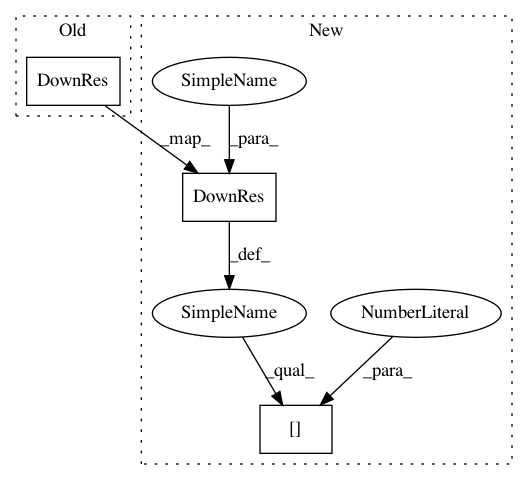 Old
New
DownRes
SimpleName
_map_
_para_
DownRes
_def_
SimpleName
NumberLiteral
_qual_
_para_
[]